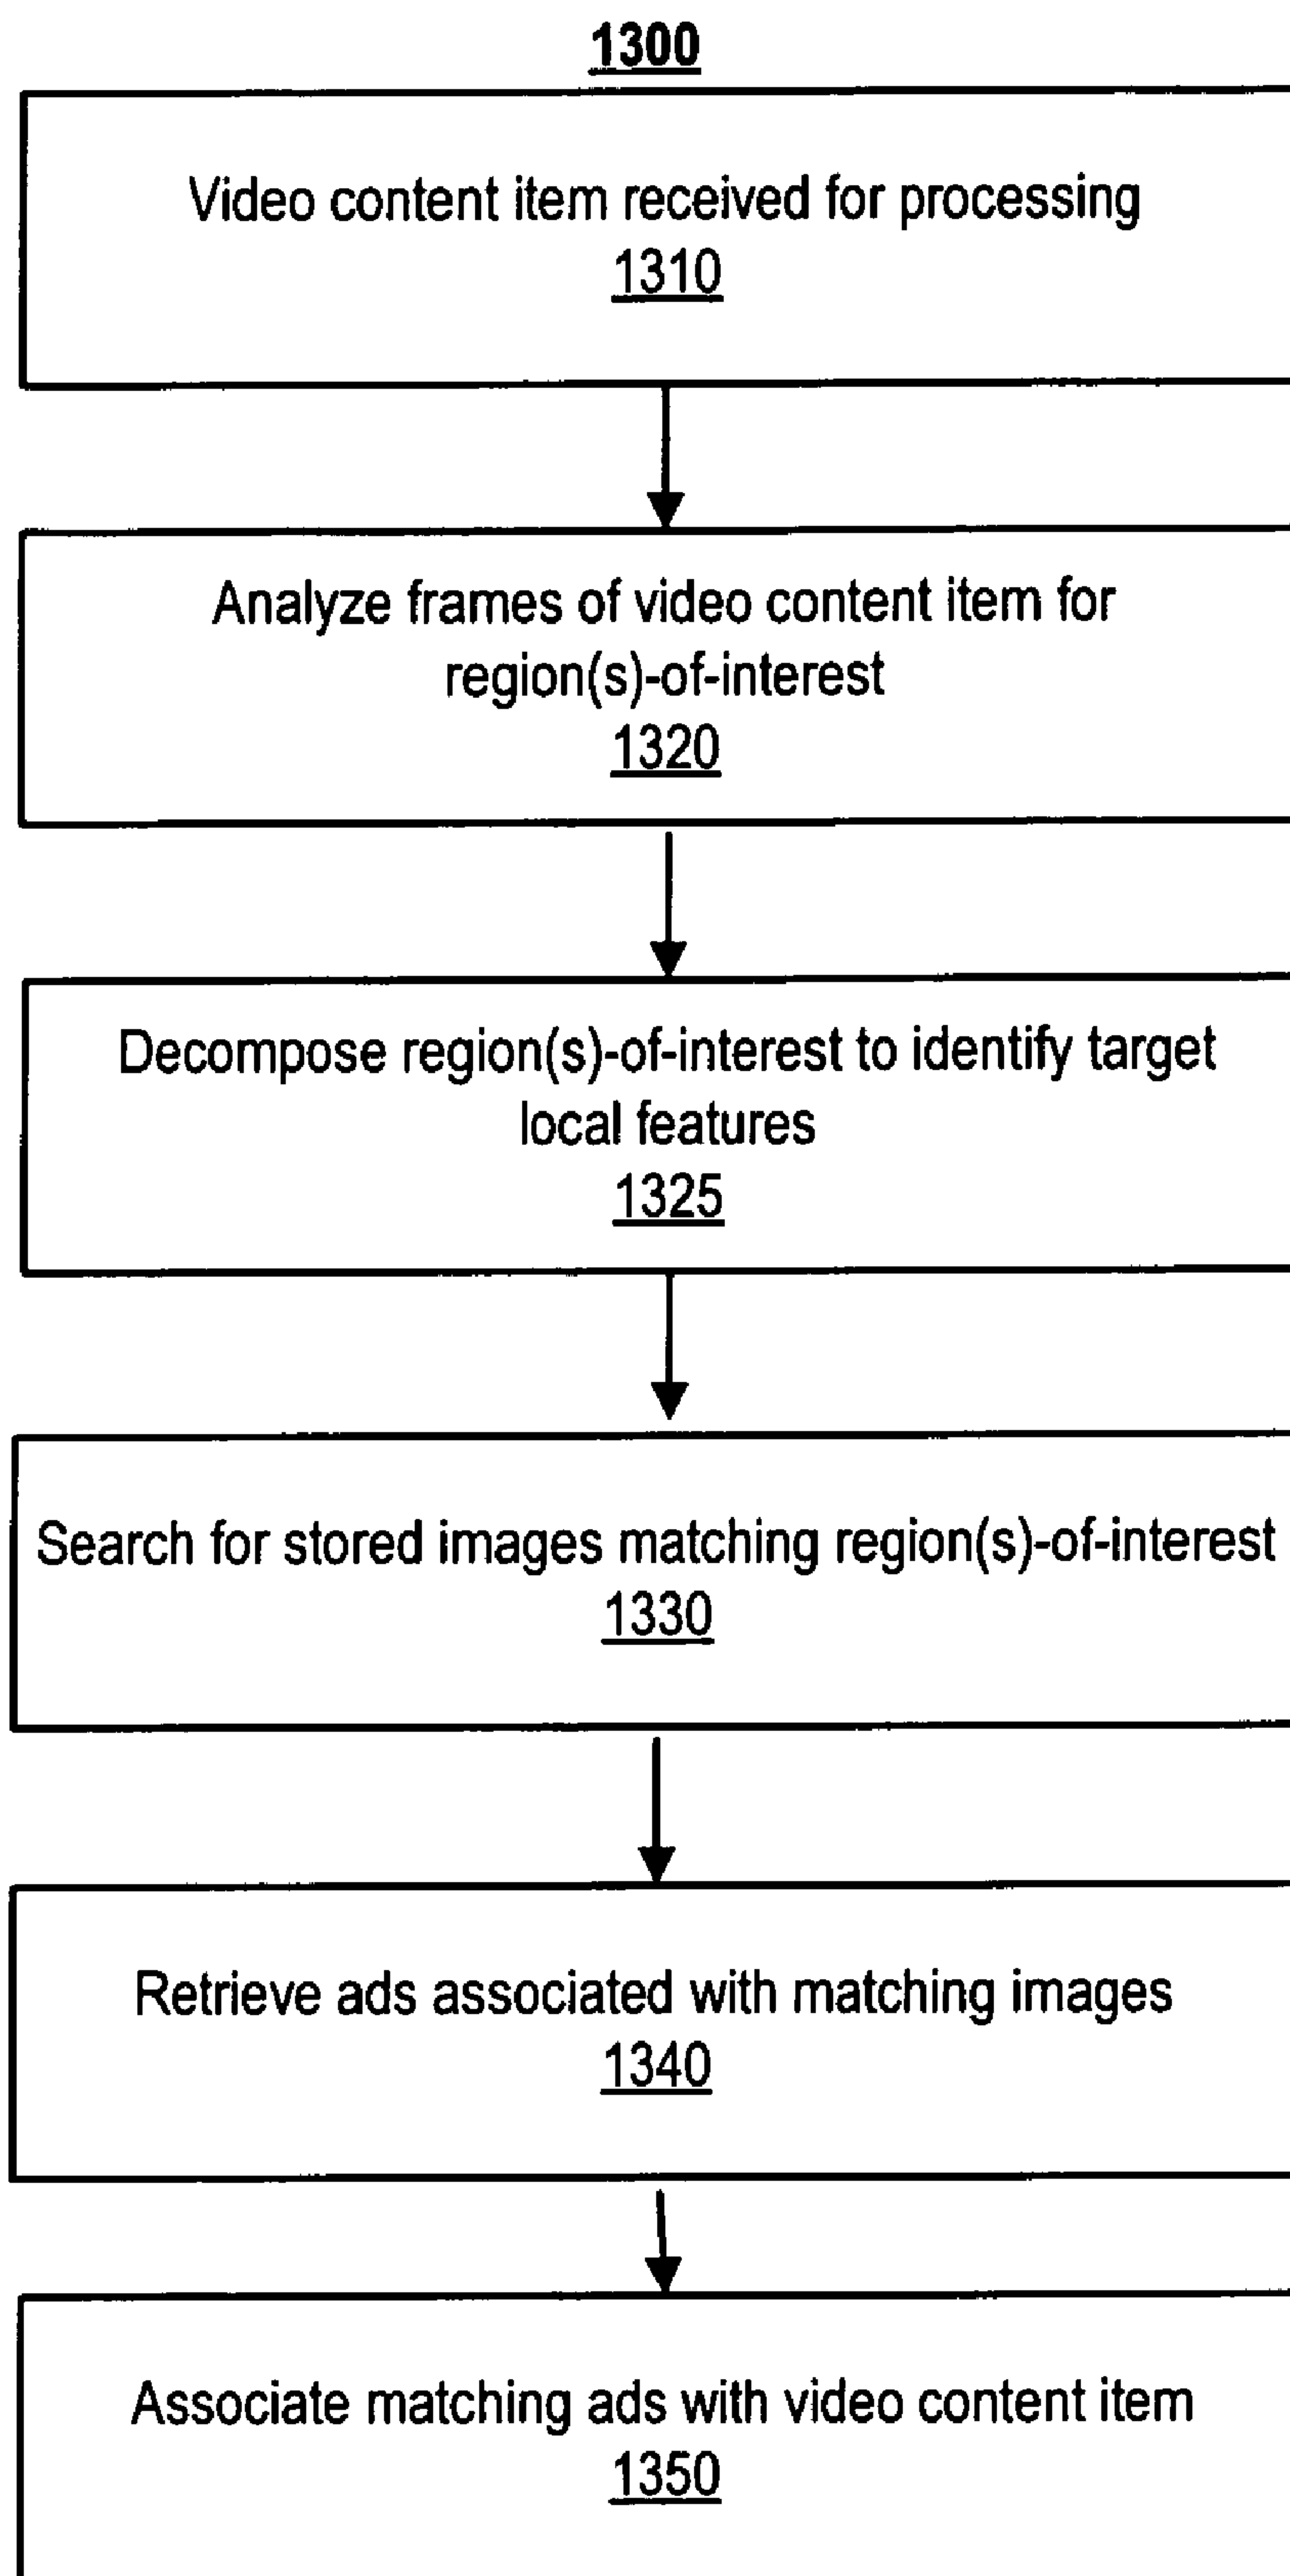 1300
Video content item received for processing
1310
Analyze frames of video content item for
region(s)-of-interest
1320
Decompose region(s)-of-interest to identify target
local features
1325
Search for stored images matching region(s)-of-interest
1330
Retrieve ads associated with matching images
1340
Associate matching ads with video content item
1350